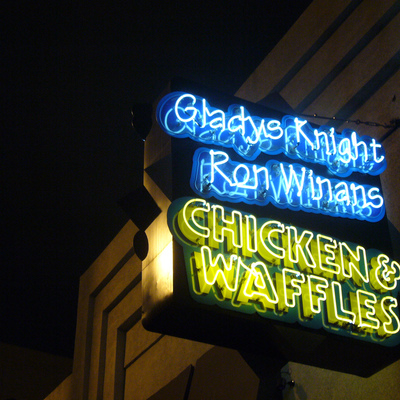 Gladys Knight
Ron Winans
CHICKEN &
WAFFLES